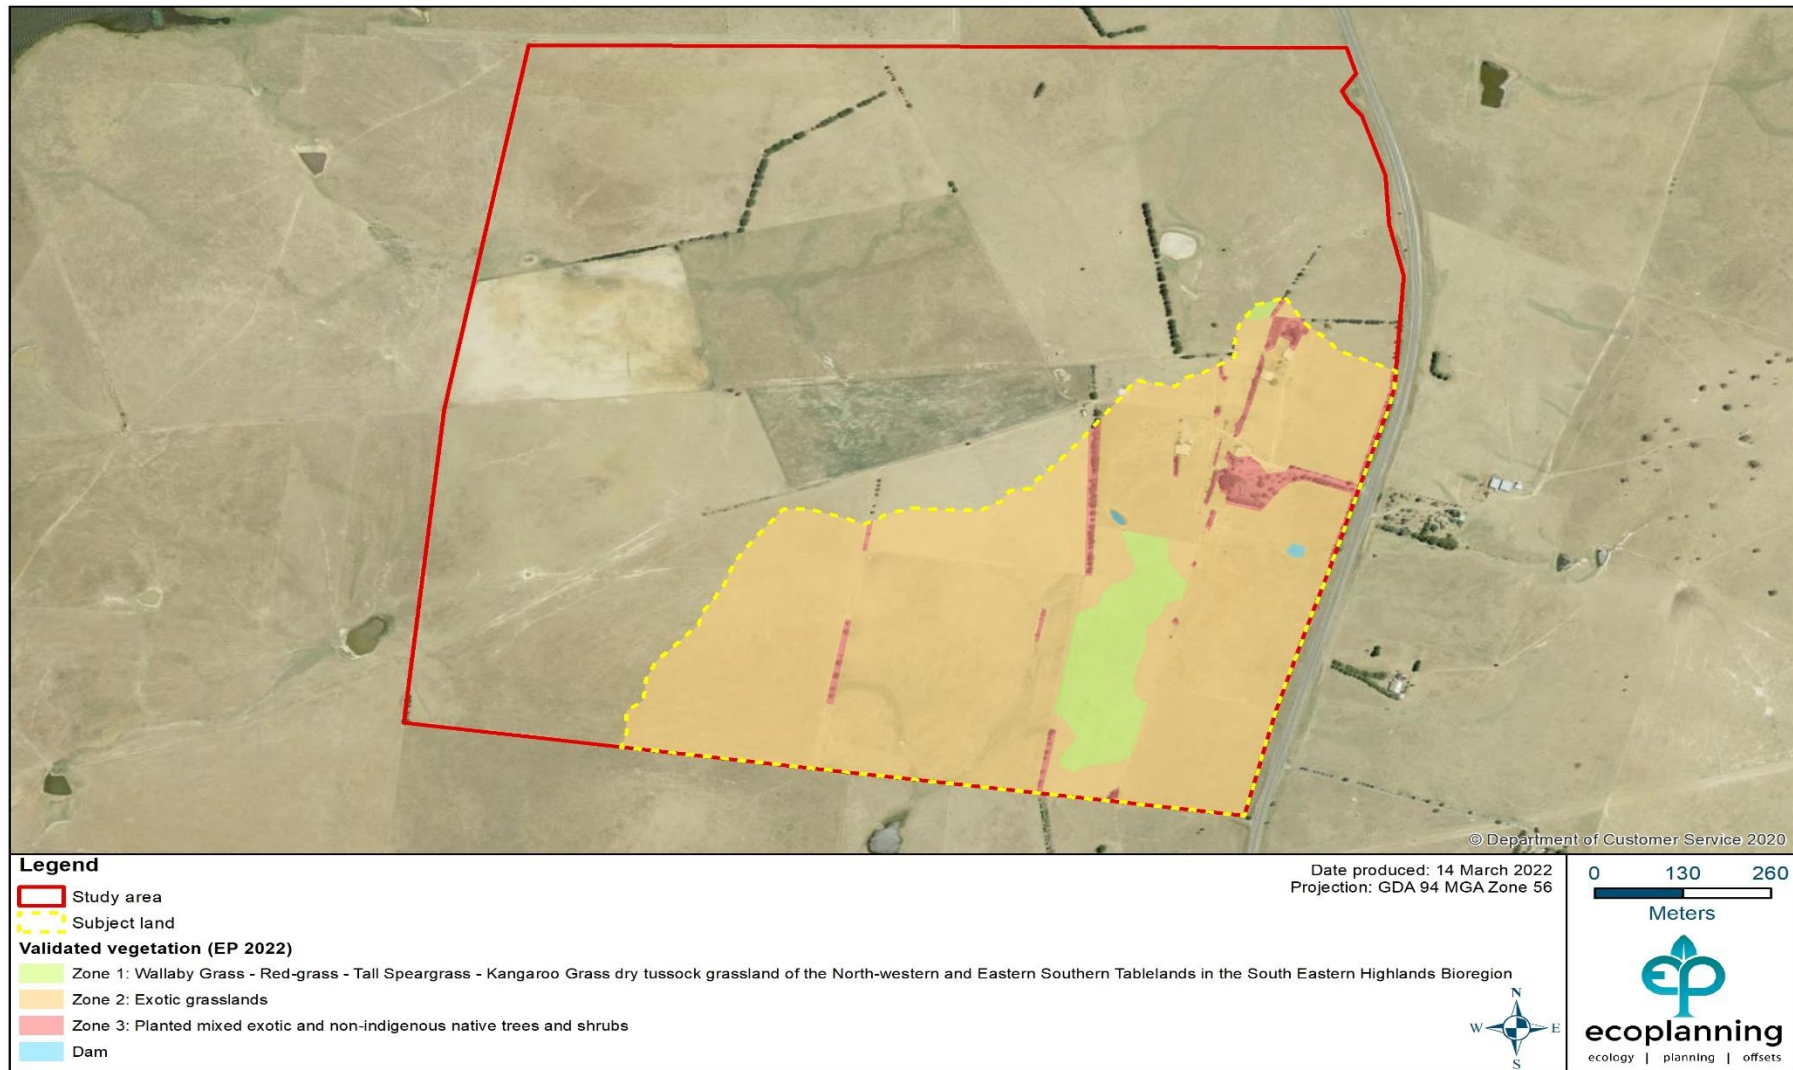 © Department of Customer Service 2020
Legend
Study area
Subject land
Validated vegetation (EP 2022)
Zone 1: Wallaby Grass - Red-grass - Tall Speargrass - Kangaroo Grass dry tussock grassland of the North-western and Eastern Southern Tablelands in the South Eastern Highlands Bioregion
Zone 2: Exotic grasslands
Zone 3: Planted mixed exotic and non-indigenous native trees and shrubs
Dam
Date produced: 14 March 2022
Projection: GDA 94 MGA Zone 56
N
W E
S
0 130 260
Meters
ep
ecoplanning
ecology | planning | offsets